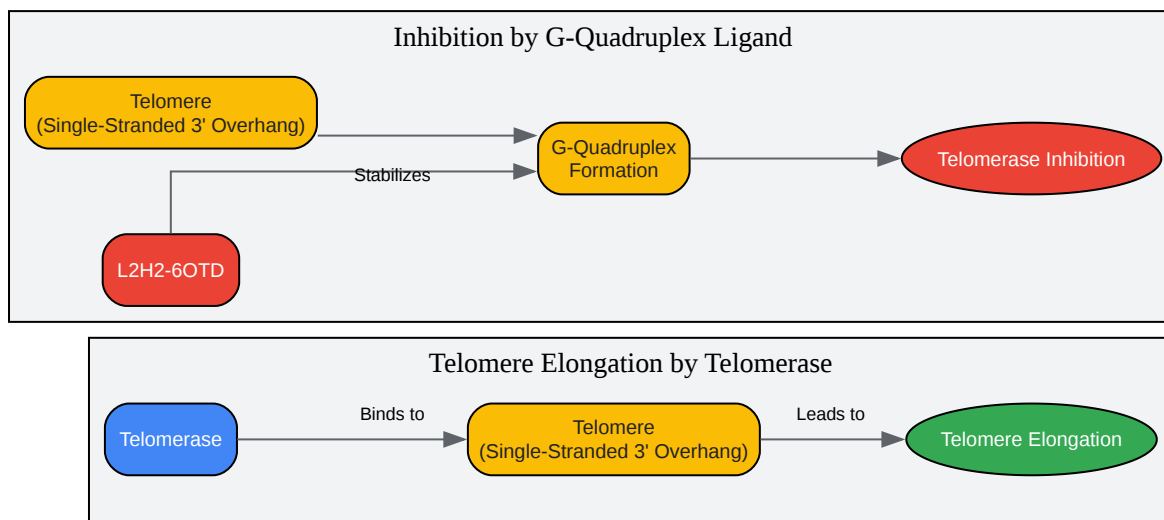 Inhibition by G-Quadruplex Ligand
Telomere
(Single-Stranded 3' Overhang)
G-Quadruplex
Formation
Telomerase Inhibition
Stabilizes
L2H2-6OTD
Telomere Elongation by Telomerase
Telomerase
Binds to
Telomere
(Single-Stranded 3' Overhang)
Leads to
Telomere Elongation